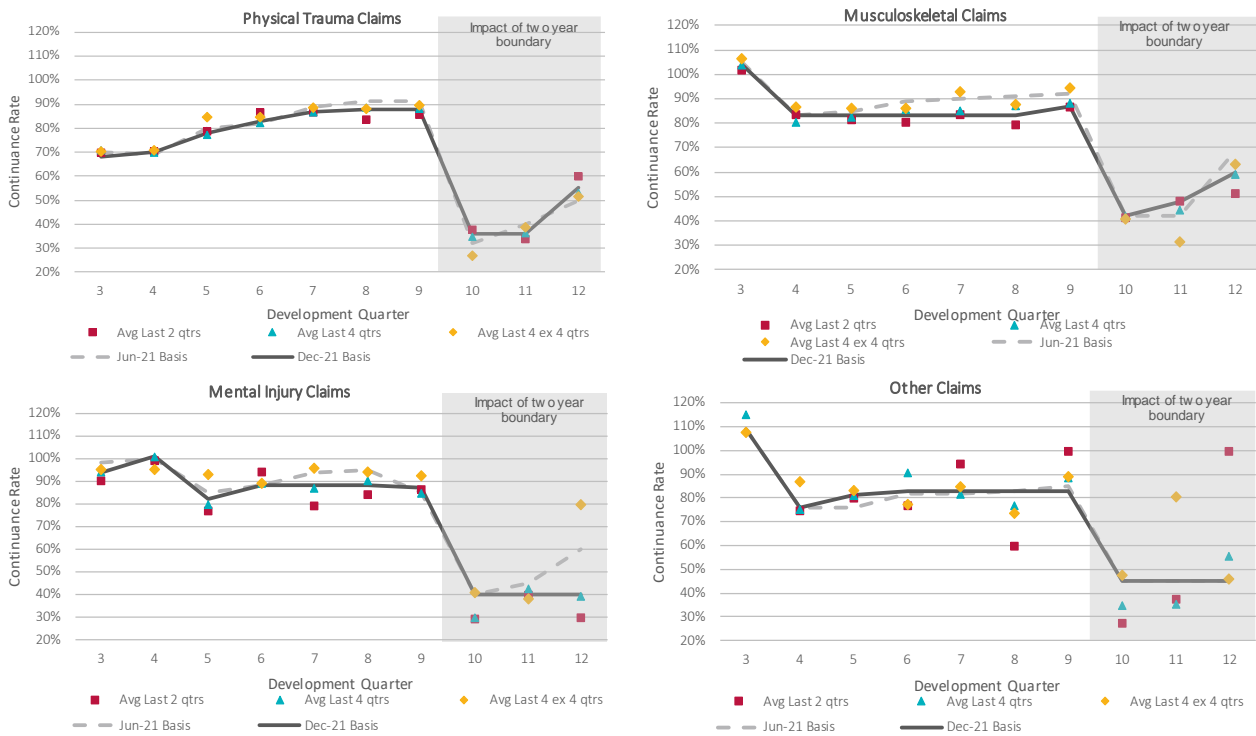 Physical Trauma Claims
Impact of two year
boundary
Continuance Rate
120%
110%
100%
90%
80%
70%
60%
50%
40%
30%
20%
3 4 5 6 7 8 9 10 11 12
Development Quarter
Avg Last 2 qtrs Avg Last 4 qtrs Avg Last 4 ex 4 qtrs
Jun-21 Basis Dec-21 Basis
Musculoskeletal Claims
Impact of two year
boundary
Continuance Rate
120%
110%
100%
90%
80%
70%
60%
50%
40%
30%
20%
3 4 5 6 7 8 9 10 11 12
Development Quarter
Avg Last 2 qtrs Avg Last 4 qtrs
Avg Last 4 ex 4 qtrs Jun-21 Basis
Dec-21 Basis
Mental Injury Claims
Impact of two year
boundary
Continuance Rate
120%
110%
100%
90%
80%
70%
60%
50%
40%
30%
20%
3 4 5 6 7 8 9 10 11 12
Development Quarter
Avg Last 2 qtrs Avg Last 4 qtrs Avg Last 4 ex 4 qtrs
Jun-21 Basis Dec-21 Basis
Other Claims
Impact of two year
boundary
Continuance Rate
120%
110%
100%
90%
80%
70%
60%
50%
40%
30%
20%
3 4 5 6 7 8 9 10 11 12
Development Quarter
Avg Last 2 qtrs Avg Last 4 qtrs Avg Last 4 ex 4 qtrs
Jun-21 Basis Dec-21 Basis